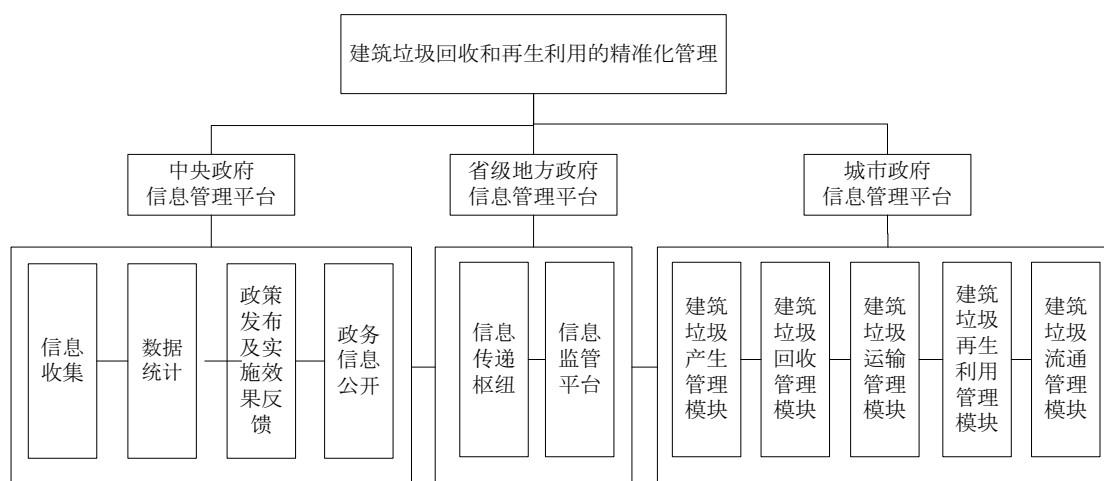 建筑垃圾回收和再生利用的精准化管理
中央政府
信息管理平台
省级地方政府
信息管理平台
城市政府
信息管理平台
信息
收集
数据
统计
政策
发布
及实
施效
果反
馈
政务
信息
公开
信息
传递
枢纽
信息
监管
平台
建筑
垃圾
产生
管理
模块
建筑
垃圾
回收
管理
模块
建筑
垃圾
运输
管理
模块
建筑
垃圾
再生
利用
管理
模块
建筑
垃圾
流通
管理
模块